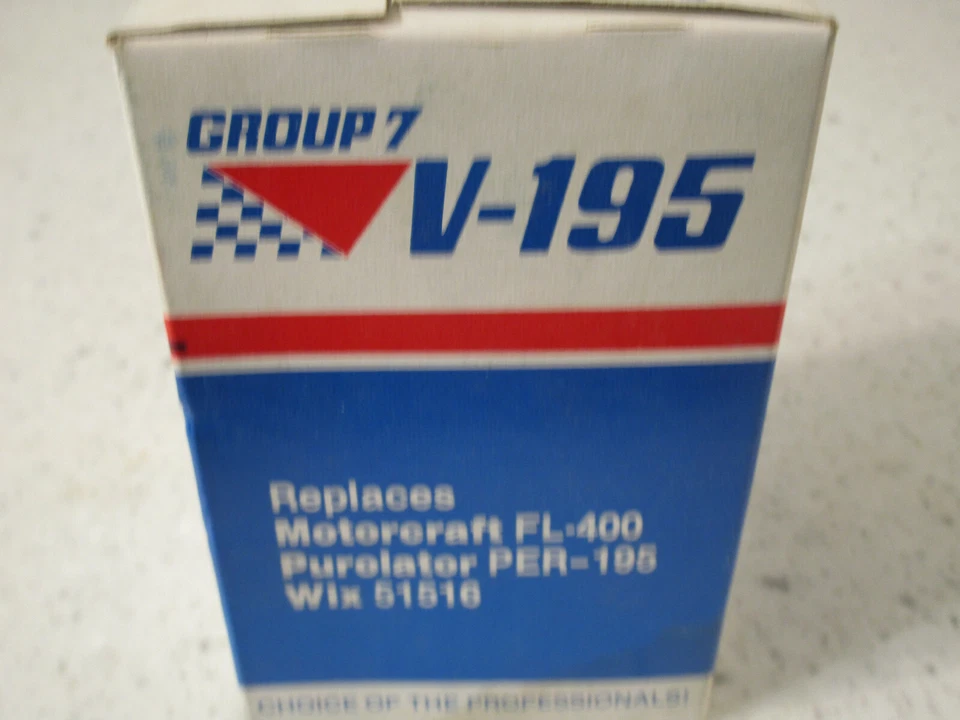 GROUP 7
V-195
Replaces
Motorcraft FL-400
Purolator PER-195
Wix 51516
CHOICE OF THE PROFESSIONALS!